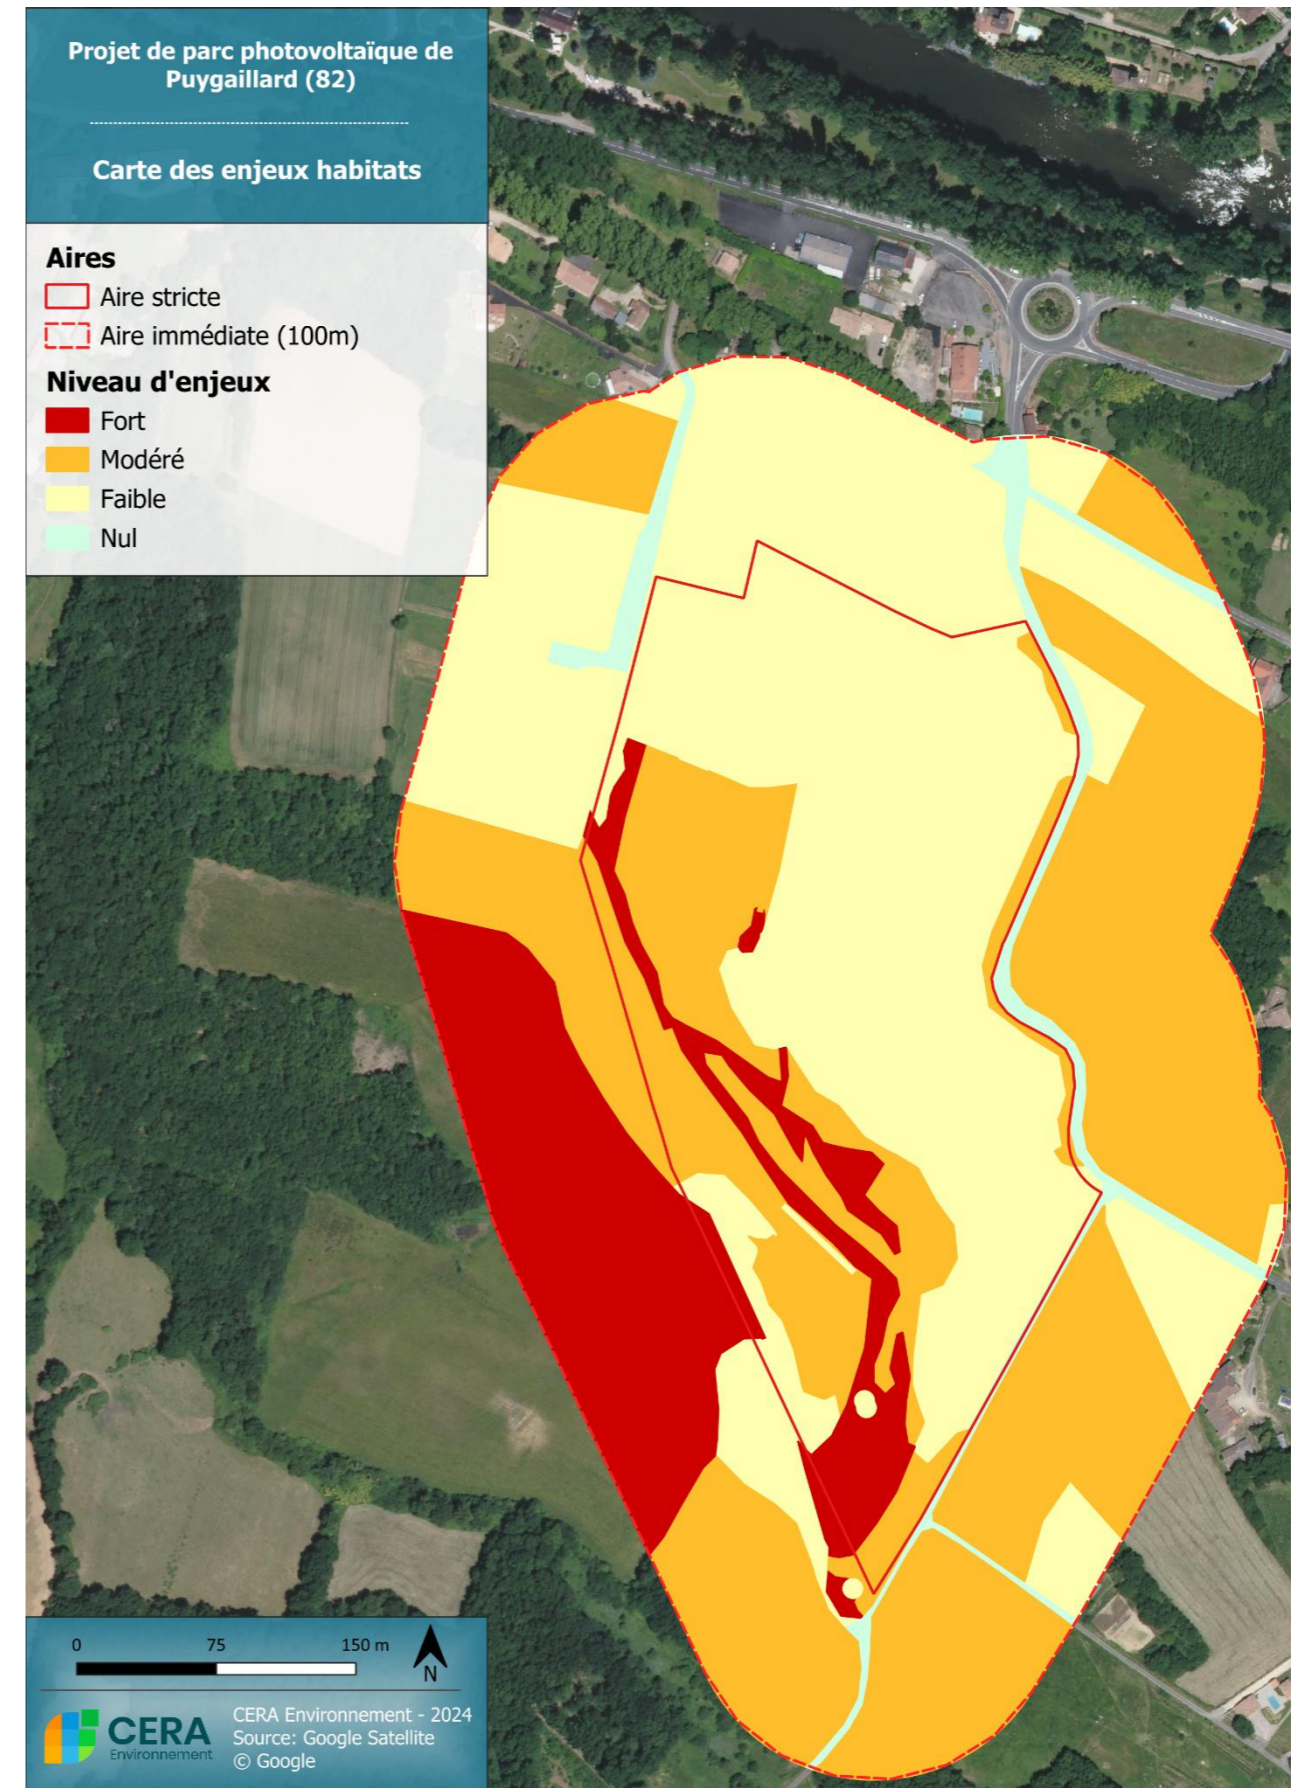 Projet de parc photovoltaïque de
Puygaillard (82)
Carte des enjeux habitats
Aires
Aire stricte
Aire immédiate (100m)
Niveau d'enjeux
Fort
Modéré
Faible
Nul
0 75 150 m
N
CERA
Environnement
CERA Environnement - 2024
Source: Google Satellite
© Google